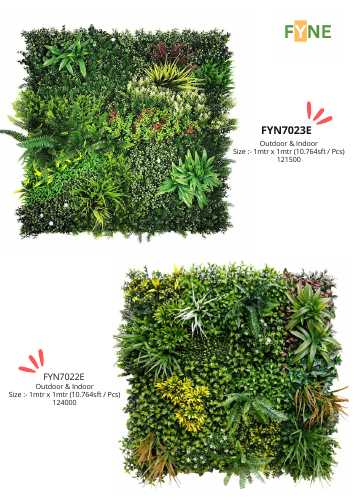 FYNE
FYN7023E
Outdoor & Indoor
Size :- 1mtr x 1mtr (10.764sft / Pcs)
121500
FYN7022E
Outdoor & Indoor
Size :- 1mtr x 1mtr (10.764sft / Pcs)
124000